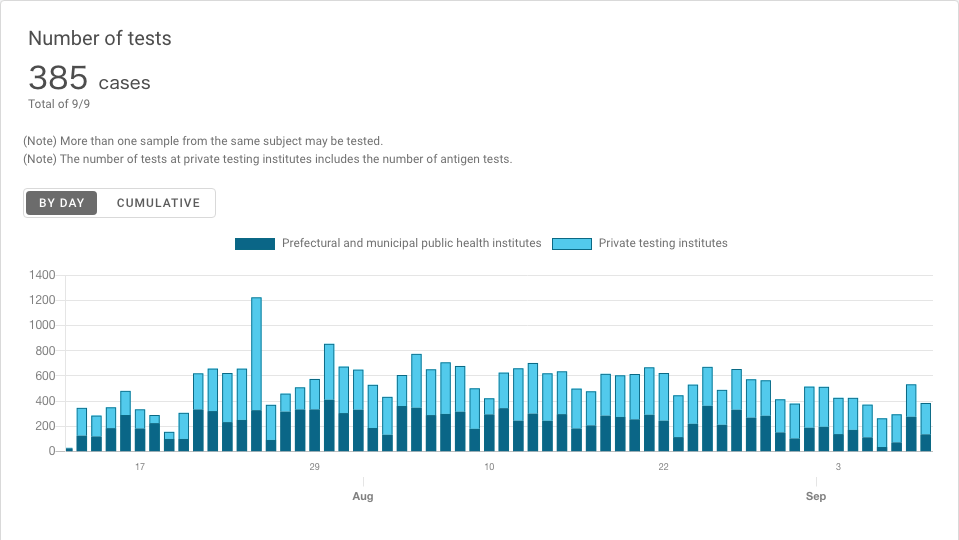 Number of tests
385 cases
Total of 9/9
(Note) More than one sample from the same subject may be tested.
(Note) The number of tests at private testing institutes includes the number of antigen tests.
BY DAY CUMULATIVE
Prefectural and municipal public health institutes Private testing institutes
1400
1200
1000
800
600
400
200
0
17 29 10 22 3
Aug Sep